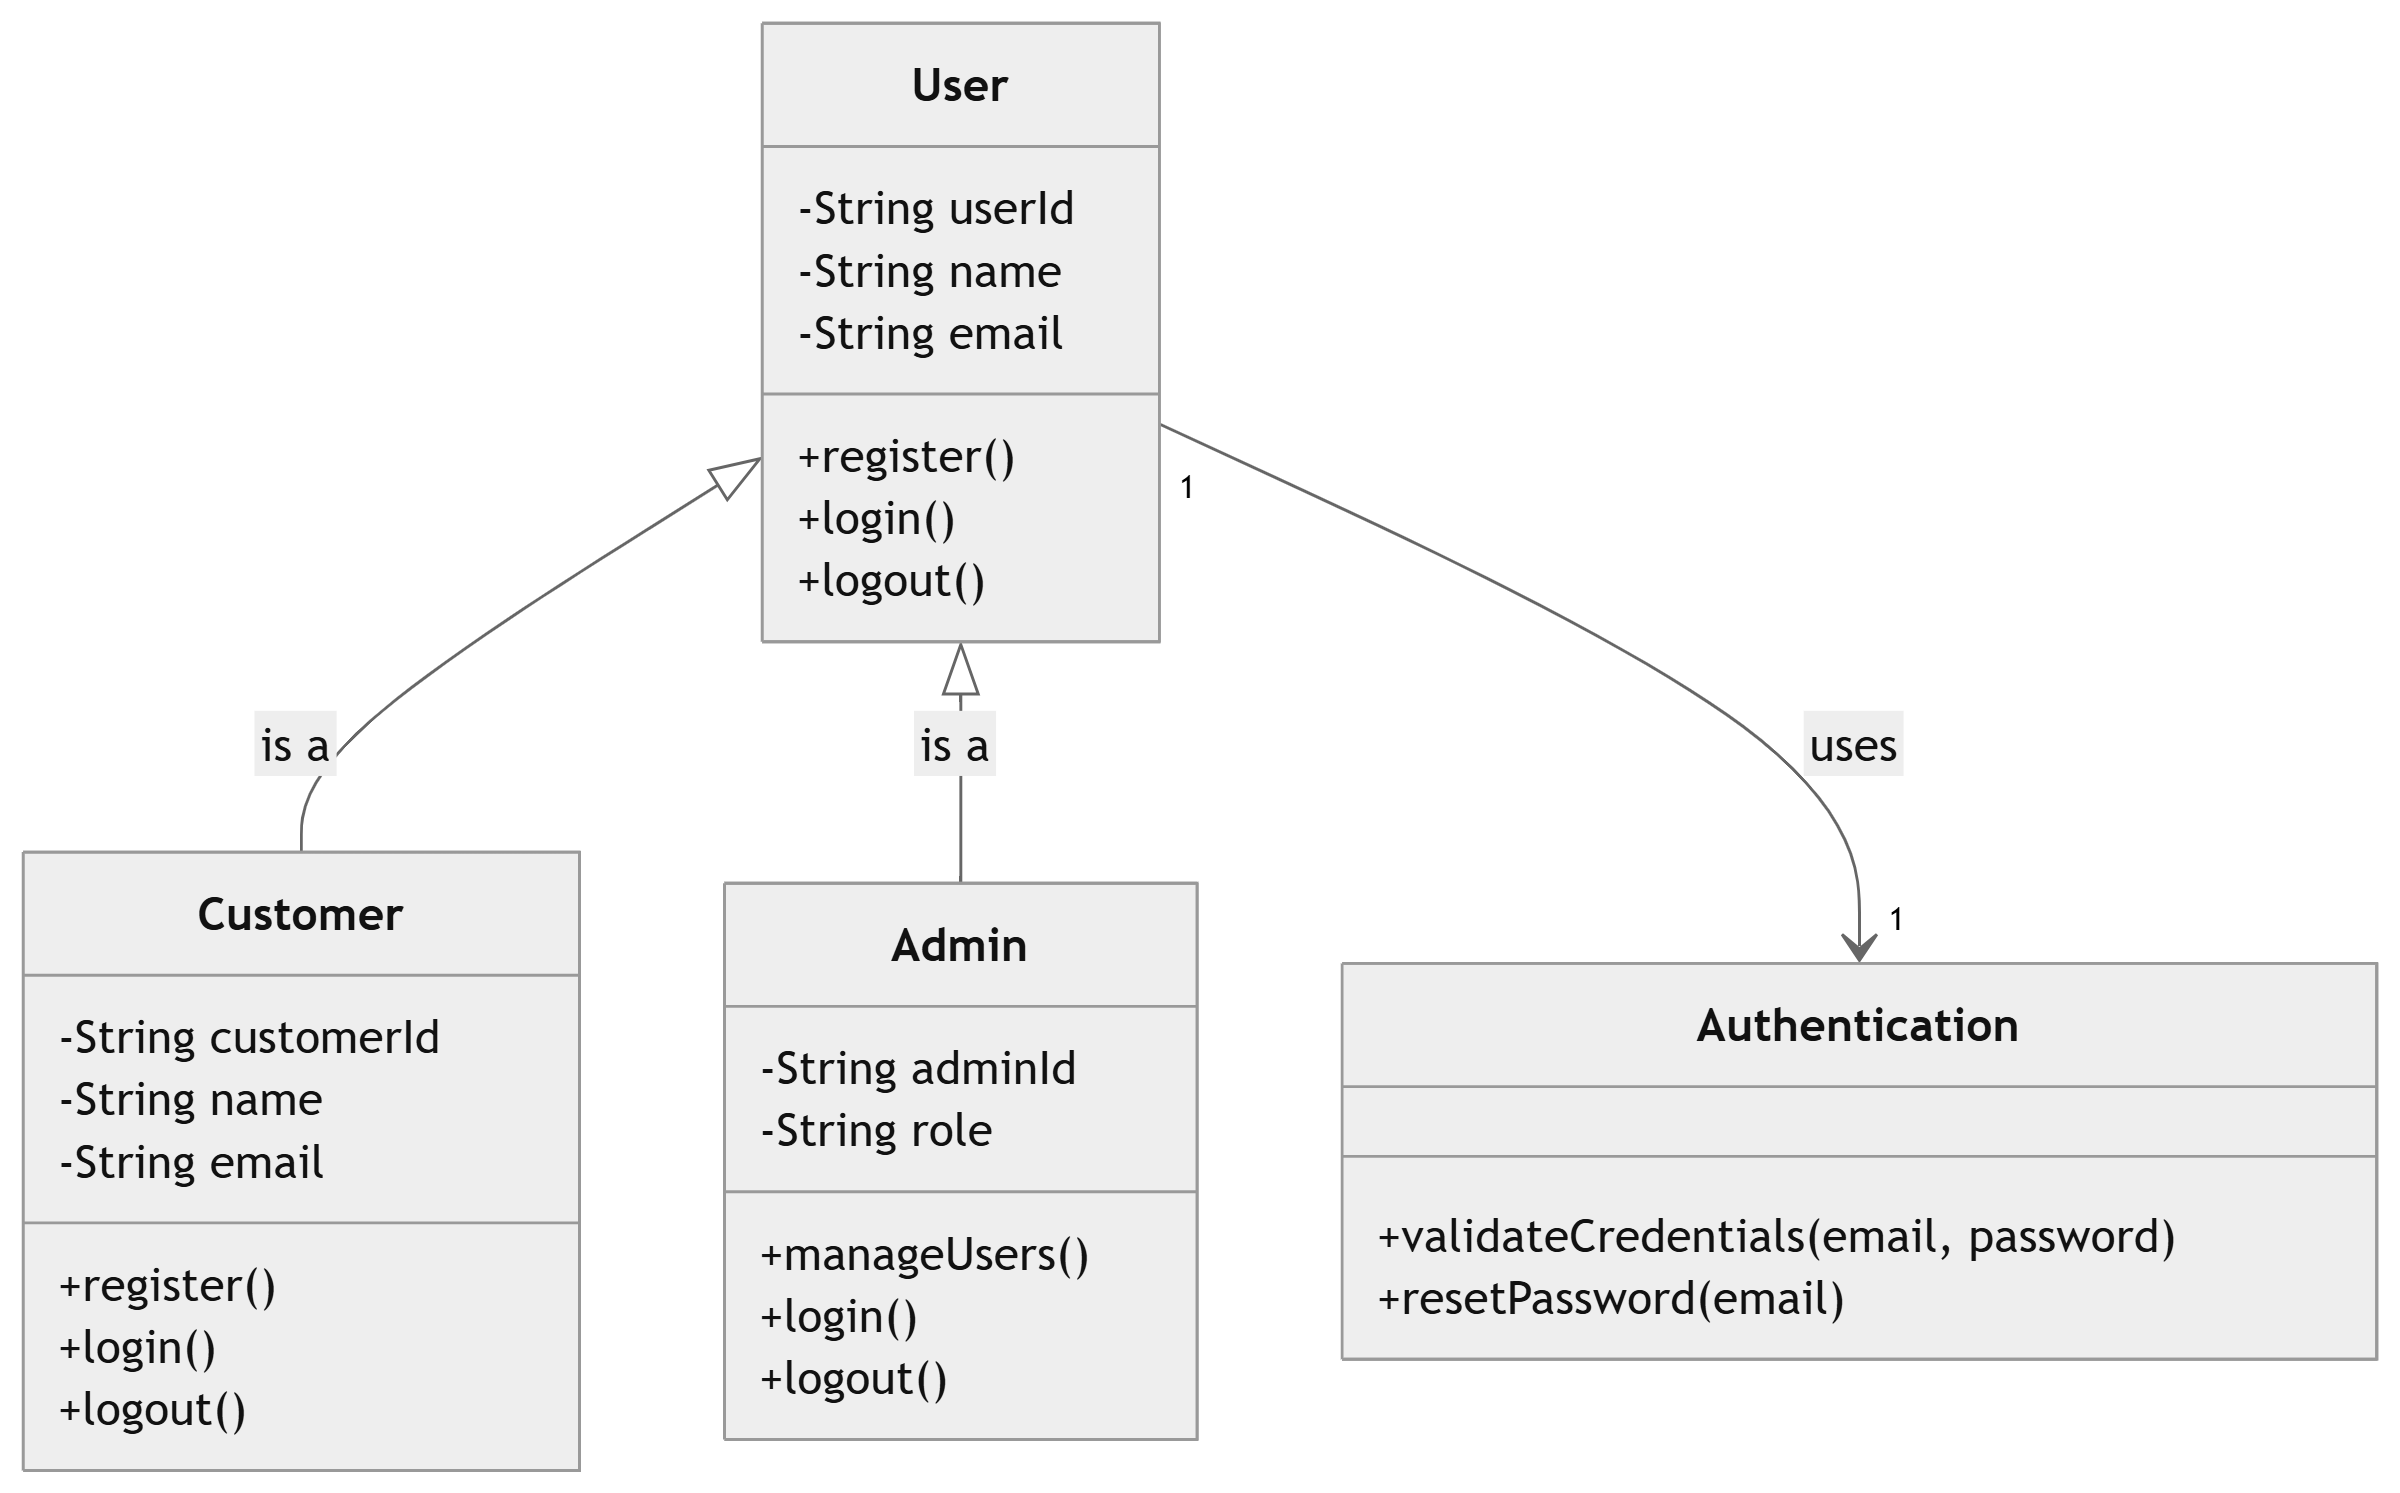 User
-String userId
-String name
-String email
+register()
+login()
+logout()
1
is a
is a
uses
1
Customer
-String customerId
-String name
-String email
+register()
+login()
+logout()
Admin
-String adminId
-String role
+manageUsers()
+login()
+logout()
Authentication
+validateCredentials(email, password)
+resetPassword(email)